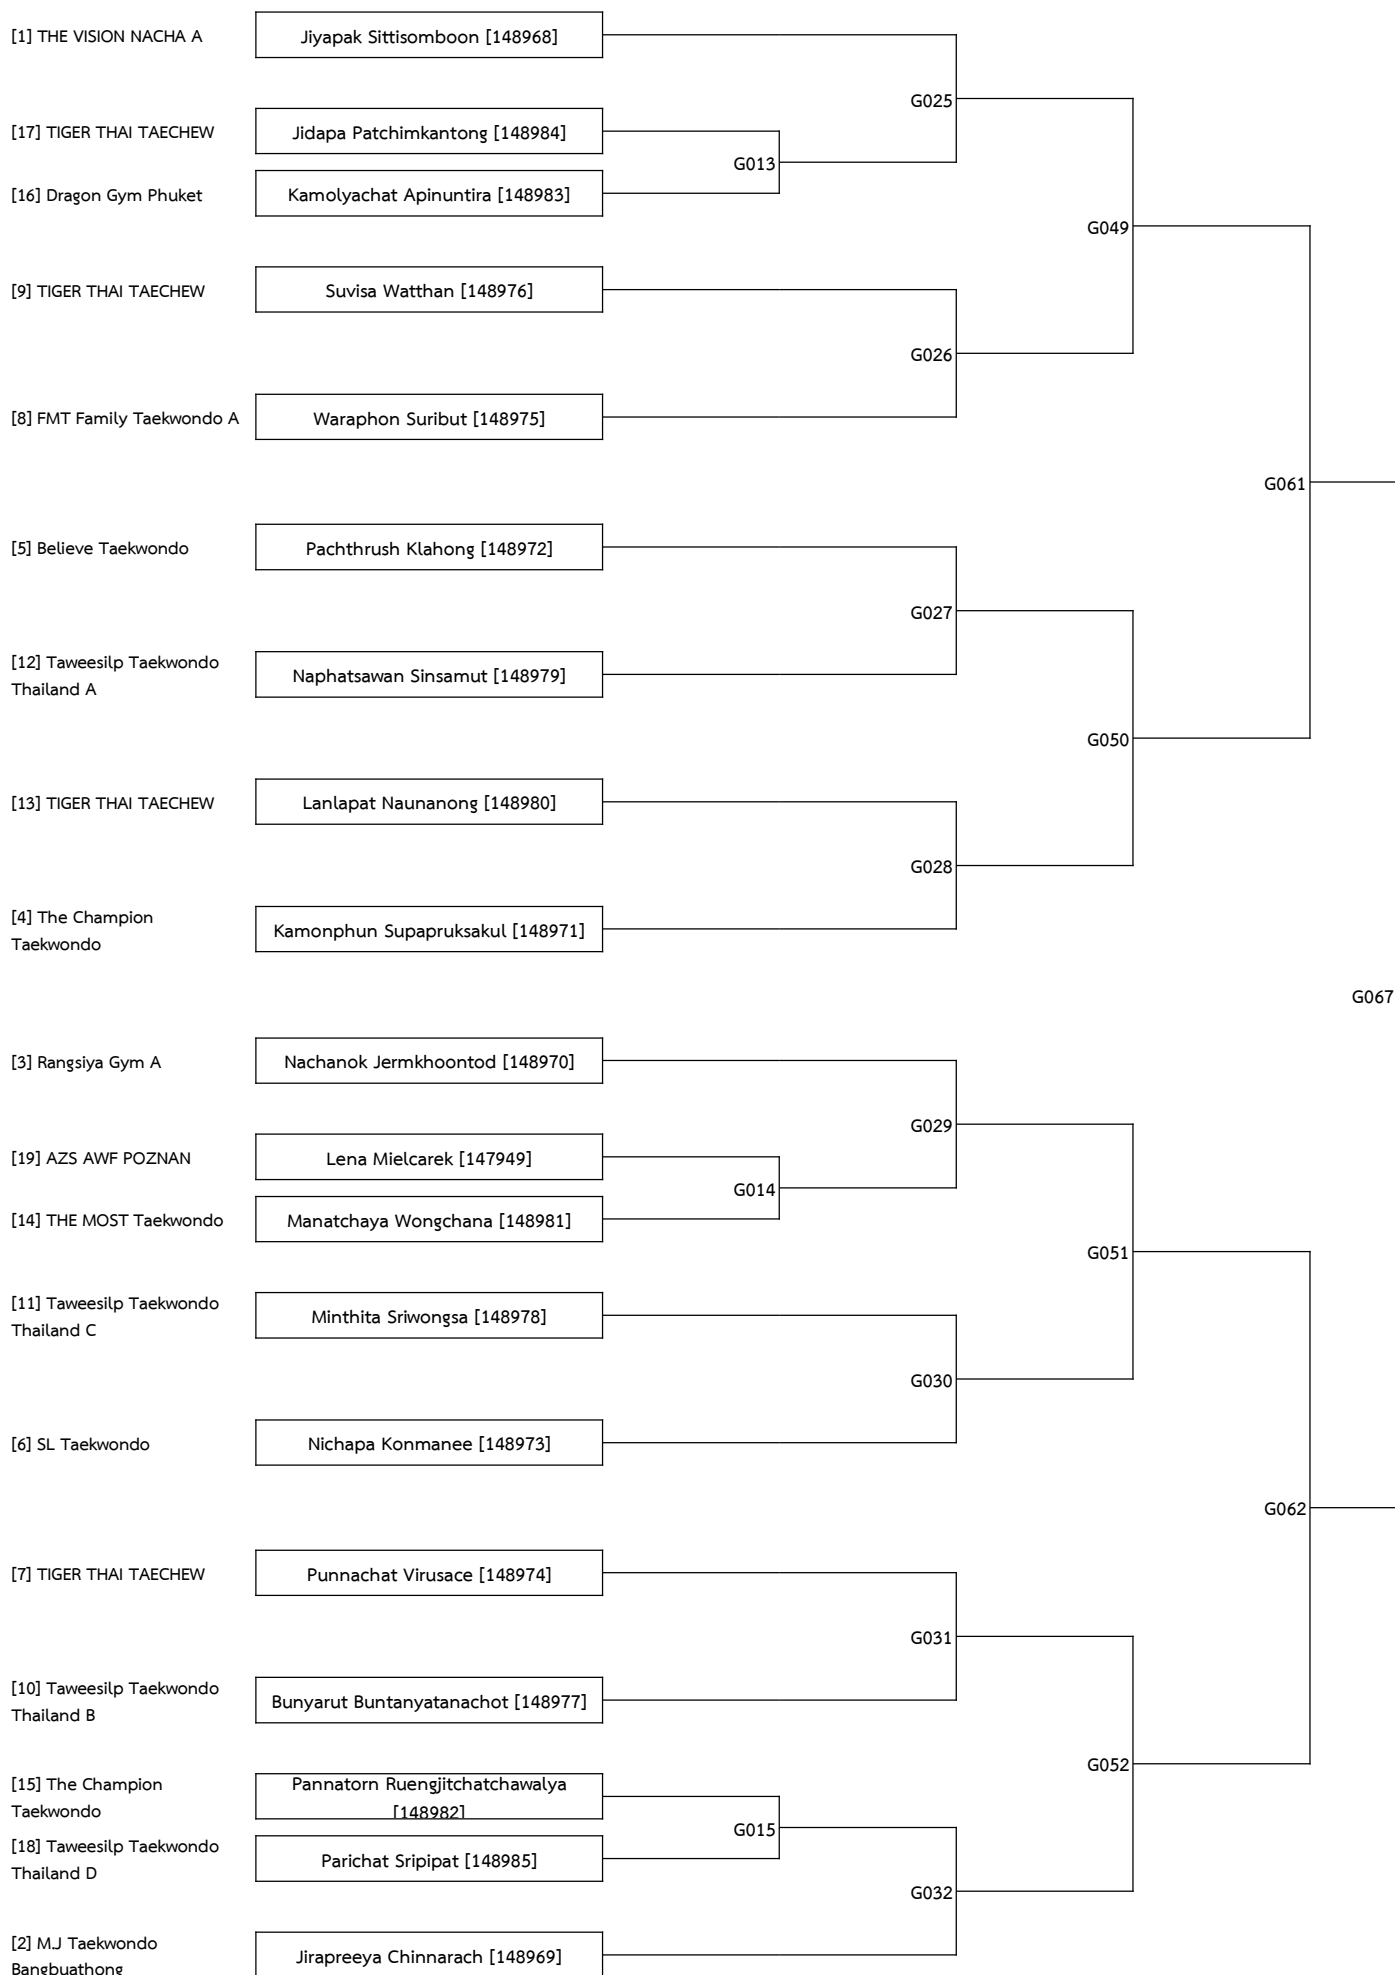 [1] THE VISION NACHA A
Jiyapak Sittisomboon [148968]
G025
[17] TIGER THAI TAECHEW
Jidapa Patchimkantong [148984]
G013
[16] Dragon Gym Phuket
Kamolyachat Apinuntira [148983]
G049
[9] TIGER THAI TAECHEW
Suvisa Watthan [148976]
G026
[8] FMT Family Taekwondo A
Waraphon Suribut [148975]
G061
[5] Believe Taekwondo
Pachthrush Klahong [148972]
G027
[12] Taweesilp Taekwondo
Thailand A
Naphatsawan Sinsamut [148979]
G050
[13] TIGER THAI TAECHEW
Lanlapat Naunanong [148980]
G028
[4] The Champion
Taekwondo
Kamonphun Supapruksakul [148971]
G067
[3] Rangsiya Gym A
Nachanok Jermkhoontod [148970]
G029
[19] AZS AWF POZNAN
Lena Mielcarek [147949]
G014
[14] THE MOST Taekwondo
Manatchaya Wongchana [148981]
G051
[11] Taweesilp Taekwondo
Thailand C
Minthita Sriwongsa [148978]
G030
[6] SL Taekwondo
Nichapa Konmanee [148973]
G062
[7] TIGER THAI TAECHEW
Punnachat Virusace [148974]
G031
[10] Taweesilp Taekwondo
Thailand B
Bunyarut Buntanyatanachot [148977]
G052
[15] The Champion
Taekwondo
Pannatorn Ruengjitchatchawalya
[148982]
G015
[18] Taweesilp Taekwondo
Thailand D
Parichat Sripipat [148985]
G032
[2] M.J Taekwondo
Bangbuathong
Jirapreeya Chinnarach [148969]